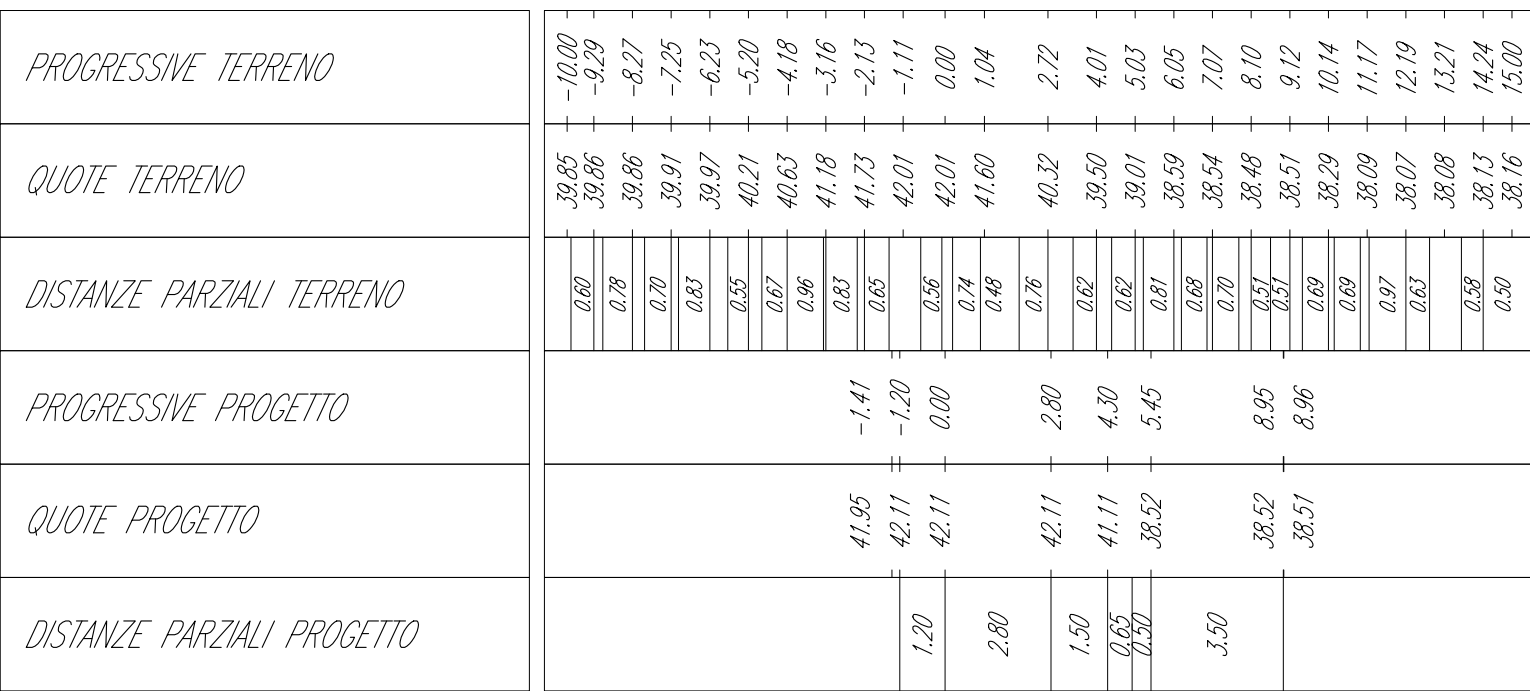 PROGRESSIVE TERRENO -10.00 -9.29 -8.27 -7.25 -6.23 -5.20 -4.18 -3.16 -2.13 -1.11 0.00 1.04 2.72 4.01 5.03 6.05 7.07 8.10 9.12 10.14 11.17 12.19 13.21 14.24 15.00
QUOTE TERRENO 39.85 39.86 39.86 39.91 39.97 40.21 40.63 41.18 41.73 42.01 42.01 41.60 40.32 39.50 39.01 38.59 38.54 38.48 38.51 38.29 38.09 38.07 38.08 38.13 38.16
DISTANZE PARZIALI TERRENO 0.60 0.78 0.70 0.83 0.55 0.67 0.96 0.83 0.65 0.56 0.74 0.48 0.76 0.62 0.62 0.81 0.68 0.70 0.51 0.51 0.69 0.69 0.97 0.63 0.58 0.50
PROGRESSIVE PROGETTO -1.41 -1.20 0.00 2.80 4.30 5.45 8.95 8.96
QUOTE PROGETTO 41.95 42.11 42.11 42.11 41.11 38.52 38.52 38.51
DISTANZE PARZIALI PROGETTO 1.20 2.80 1.50 0.65 0.50 3.50